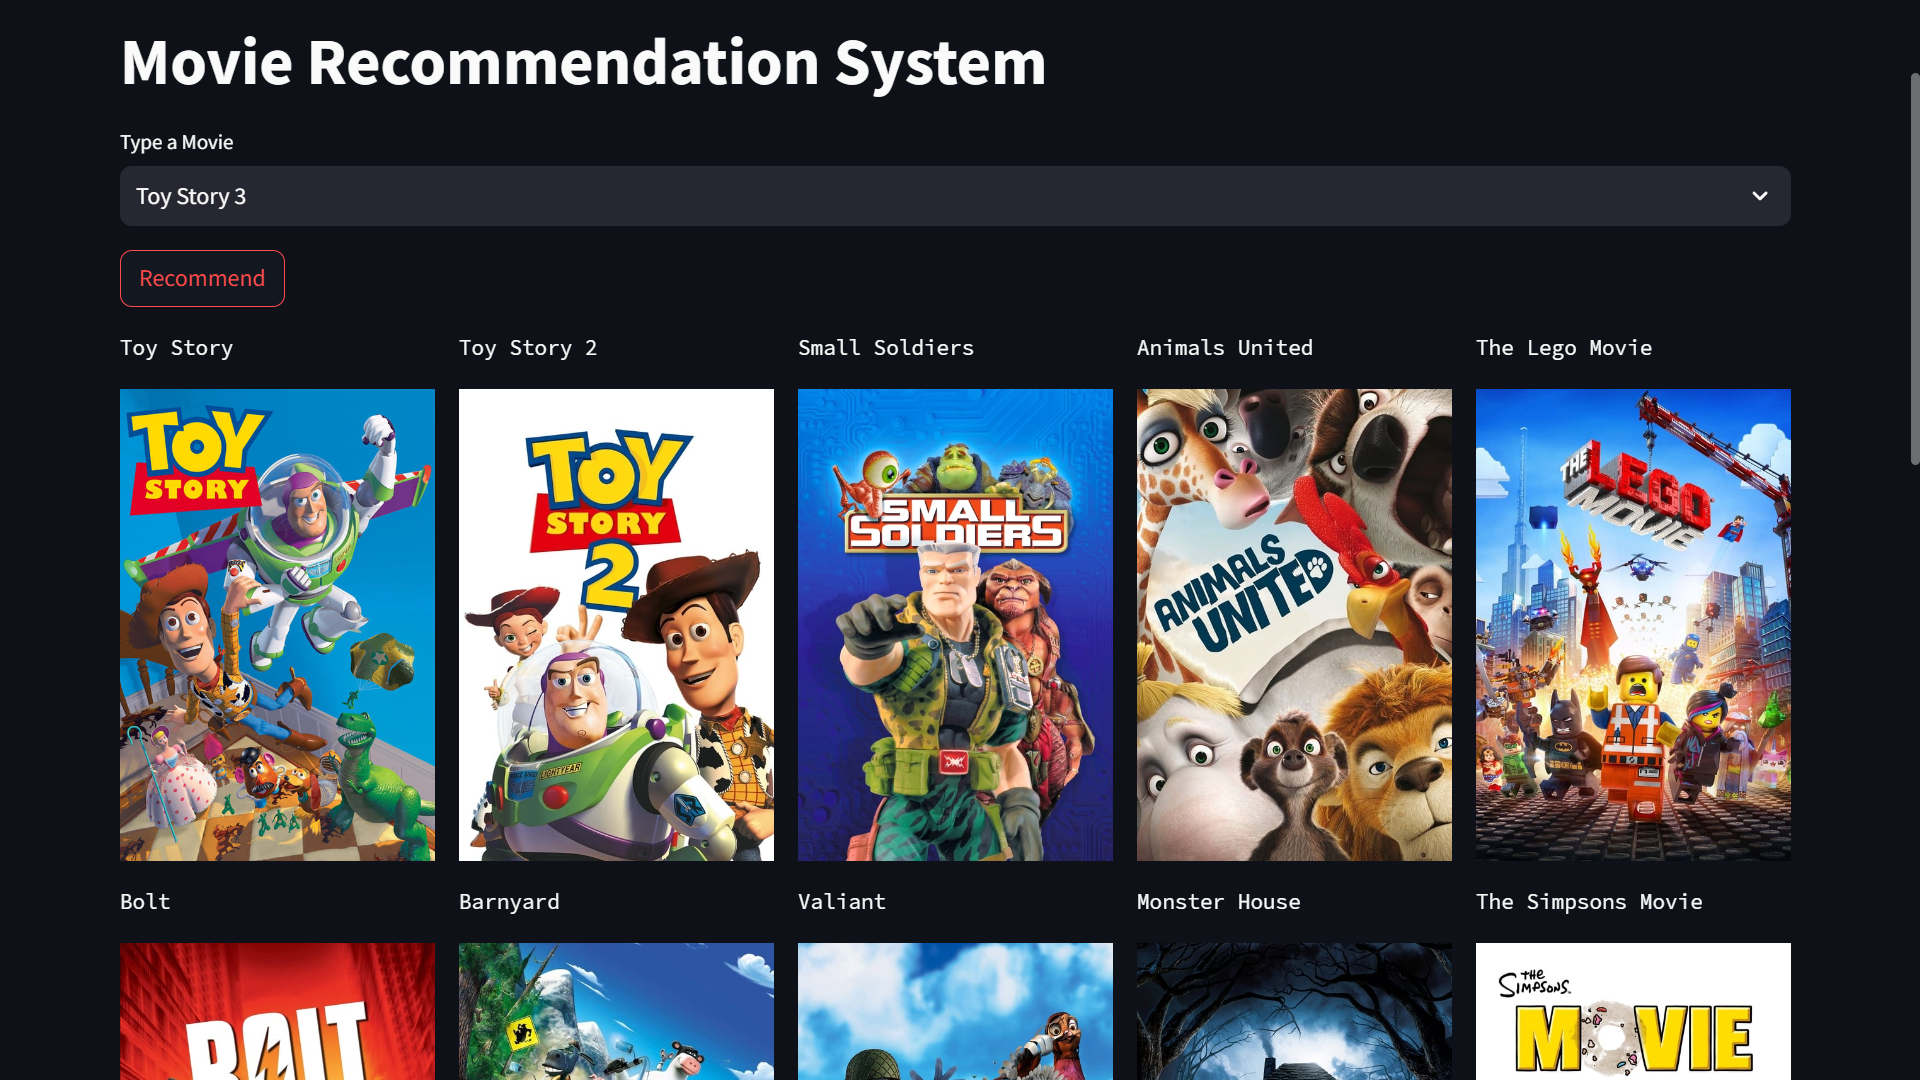 Movie Recommendation System
Type a Movie
Toy Story 3
Recommend
Toy Story
Toy Story 2
Small Soldiers
Animals United
The Lego Movie
TOY
STORY
TOY
STORY
2
LIGHTYEAR
SMALL
SOLDIERS
ANIMALS
UNITED
THE
LEGO
MOVIE
Bolt
Barnyard
Valiant
Monster House
The Simpsons Movie
BOLT
THE
SIMPSONS
MOVIE